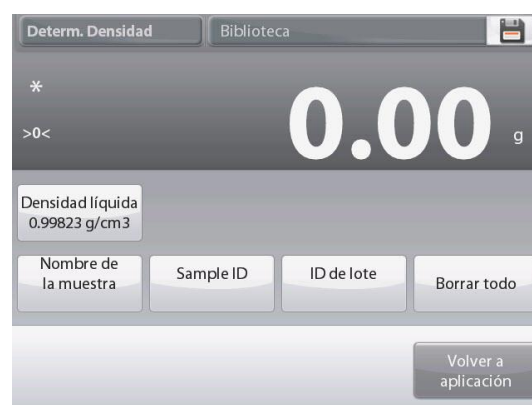 Determ. Densidad
Biblioteca
*
>0<
0.00 g
Densidad líquida
0.99823 g/cm3
Nombre de
la muestra
Sample ID
ID de lote
Borrar todo
Volver a
aplicación